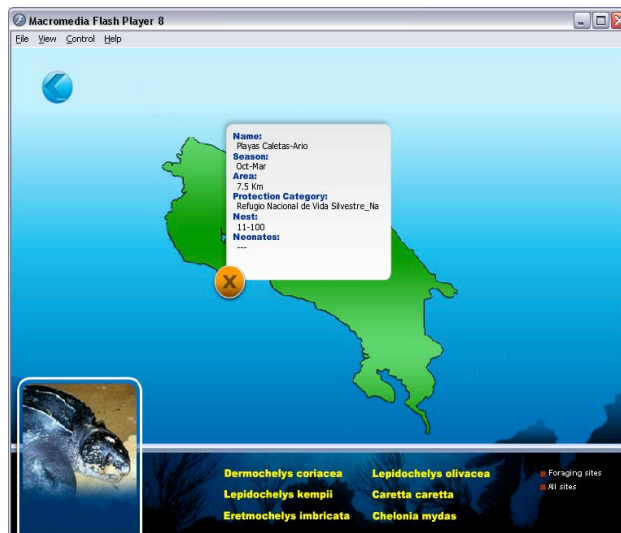 Macromedia Flash Player 8
File View Control Help
Name:
Playas Caletas-Ario
Season:
Oct-Mar
Area:
7.5 Km
Protection Category:
Refugio Nacional de Vida Silvestre_Na
Nest:
11-100
Neonates:
---
X
Dermochelys coriacea Lepidochelys olivacea
Lepidochelys kempii Caretta caretta
Eretmochelys imbricata Chelonia mydas
Foraging sites
All sites